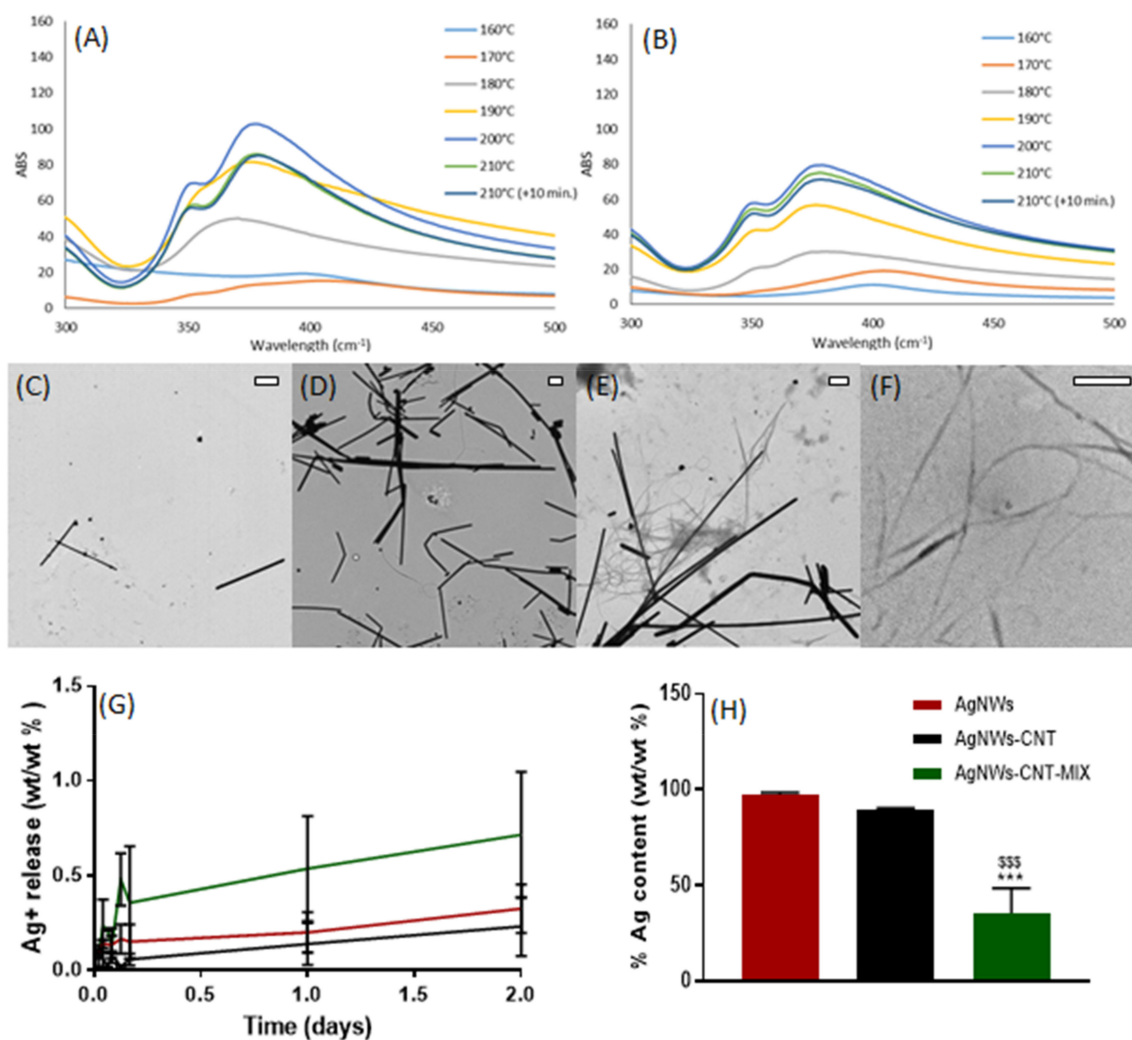 (A)
160
140
120
100
80
60
40
20
0
ABS
300 350 400 450 500
Wavelength (cm⁻¹)
160°C
170°C
180°C
190°C
200°C
210°C
210°C (+10 min.)
(B)
160
140
120
100
80
60
40
20
0
ABS
300 350 400 450 500
Wavelength (cm⁻¹)
160°C
170°C
180°C
190°C
200°C
210°C
210°C (+10 min.)
(C) (D) (E) (F)
(G)
1.5
1.0
0.5
0.0
Ag+ release (wt/wt %)
0.0 0.5 1.0 1.5 2.0
Time (days)
(H)
150
100
50
0
% Ag content (wt/wt %)
AgNWs
AgNWs-CNT
AgNWs-CNT-MIX
$$$
***